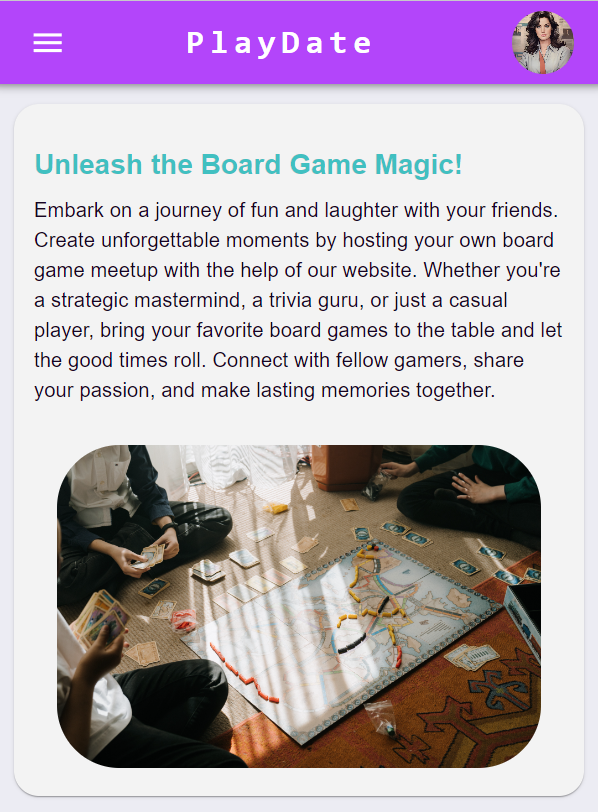 PlayDate
Unleash the Board Game Magic!
Embark on a journey of fun and laughter with your friends.
Create unforgettable moments by hosting your own board
game meetup with the help of our website. Whether you're
a strategic mastermind, a trivia guru, or just a casual
player, bring your favorite board games to the table and let
the good times roll. Connect with fellow gamers, share
your passion, and make lasting memories together.